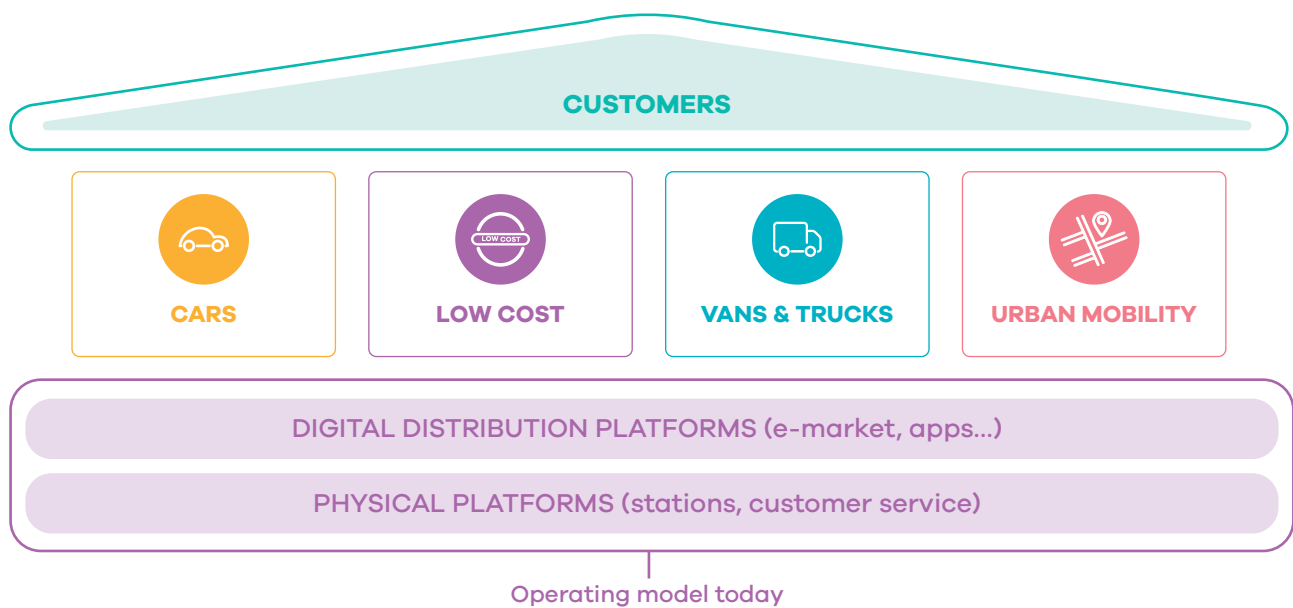 CUSTOMERS
LOW COST
CARS
LOW COST
VANS & TRUCKS
URBAN MOBILITY
DIGITAL DISTRIBUTION PLATFORMS (e-market, apps...)
PHYSICAL PLATFORMS (stations, customer service)
Operating model today